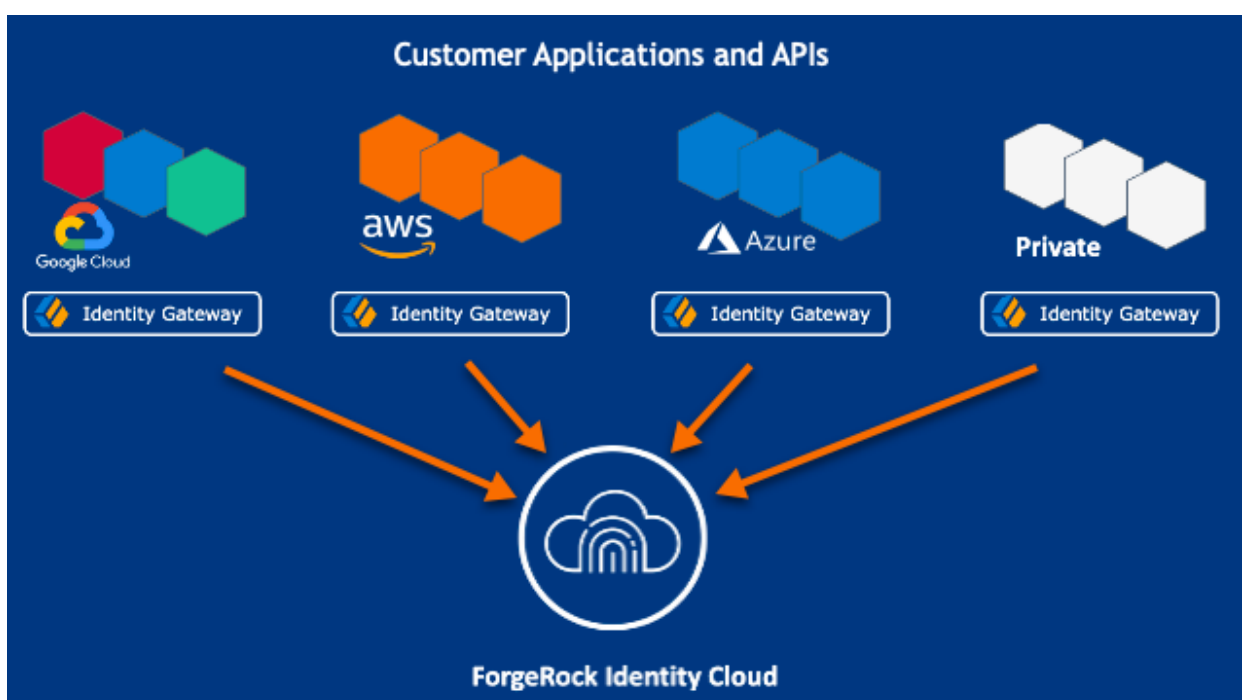 Customer Applications and APIs
Google Cloud
aws
Azure
Private
Identity Gateway
Identity Gateway
Identity Gateway
Identity Gateway
ForgeRock Identity Cloud